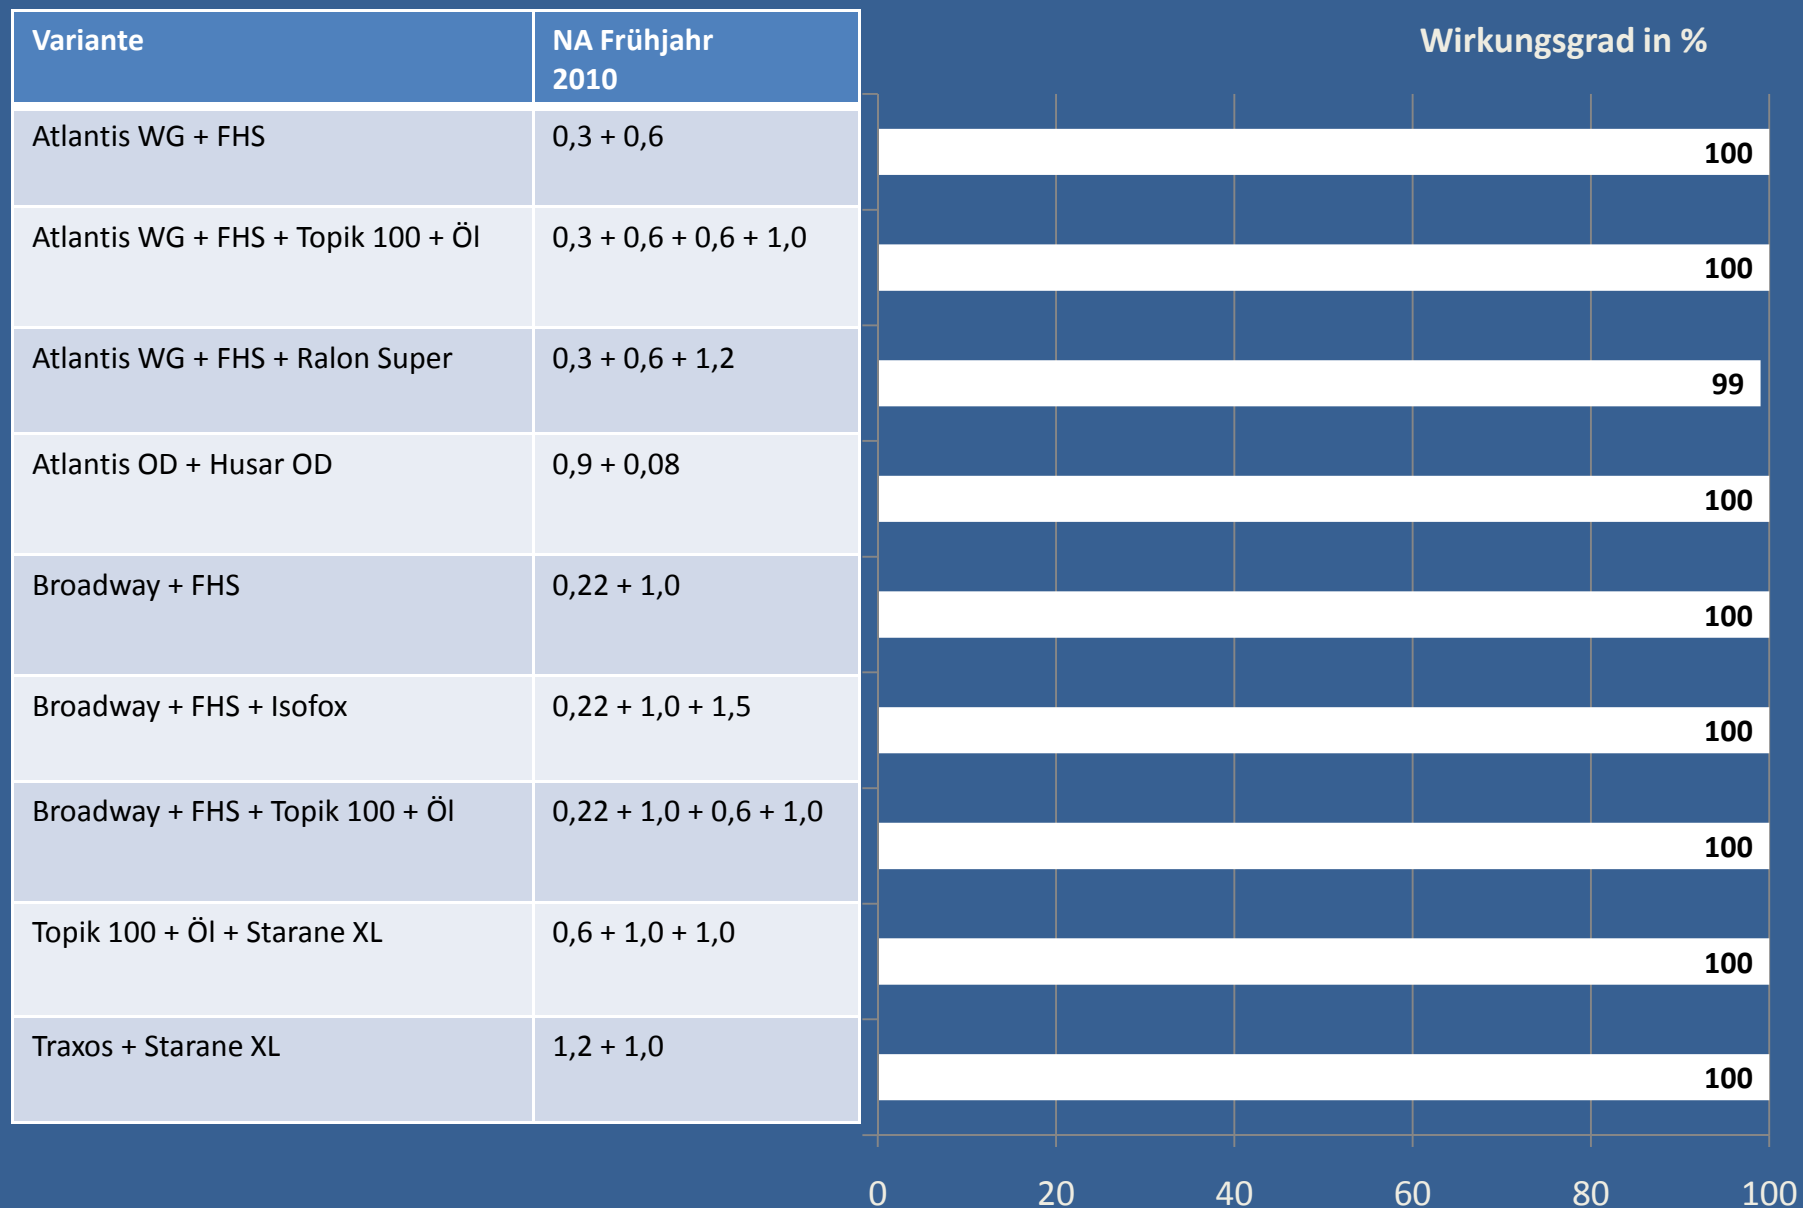 Variante
NA Frühjahr
2010
Wirkungsgrad in %
Atlantis WG + FHS
0,3 + 0,6
100
Atlantis WG + FHS + Topik 100 + Öl
0,3 + 0,6 + 0,6 + 1,0
100
Atlantis WG + FHS + Ralon Super
0,3 + 0,6 + 1,2
99
Atlantis OD + Husar OD
0,9 + 0,08
100
Broadway + FHS
0,22 + 1,0
100
Broadway + FHS + Isofox
0,22 + 1,0 + 1,5
100
Broadway + FHS + Topik 100 + Öl
0,22 + 1,0 + 0,6 + 1,0
100
Topik 100 + Öl + Starane XL
0,6 + 1,0 + 1,0
100
Traxos + Starane XL
1,2 + 1,0
100
0 20 40 60 80 100